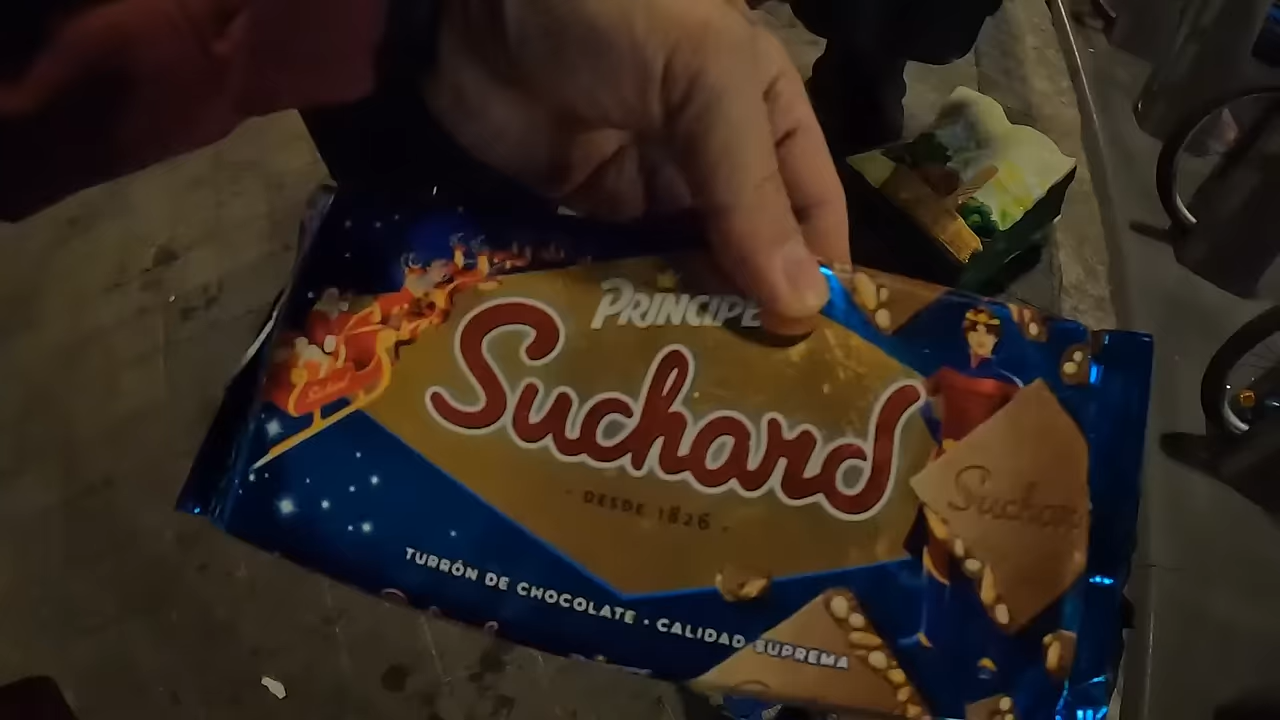 PRINCIPE
Suchard
- DESDE 1826 -
TURRÓN DE CHOCOLATE · CALIDAD SUPREMA
Suchard